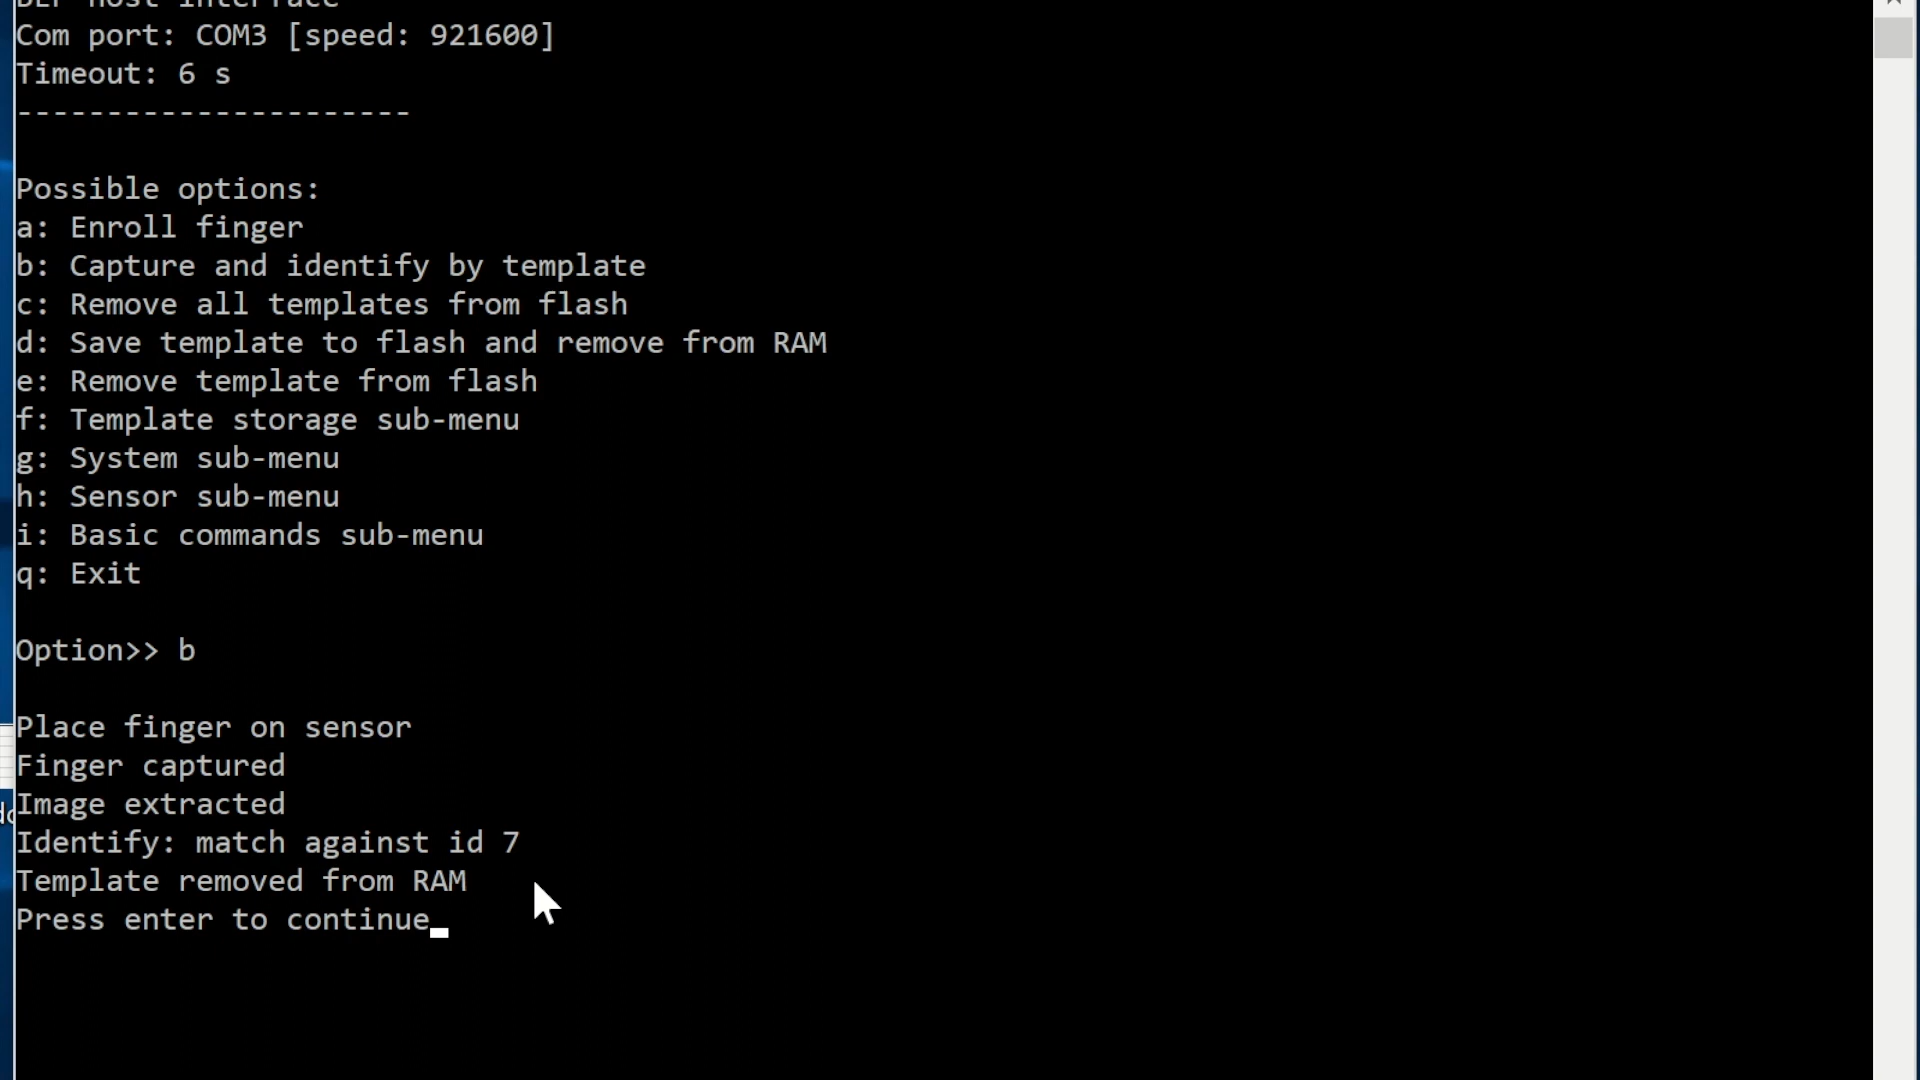 host interface
Com port: COM3 [speed: 921600]
Timeout: 6 s
----------------------
Possible options:
a: Enroll finger
b: Capture and identify by template
c: Remove all templates from flash
d: Save template to flash and remove from RAM
e: Remove template from flash
f: Template storage sub-menu
g: System sub-menu
h: Sensor sub-menu
i: Basic commands sub-menu
q: Exit
Option>> b
Place finger on sensor
Finger captured
Image extracted
Identify: match against id 7
Template removed from RAM
Press enter to continue